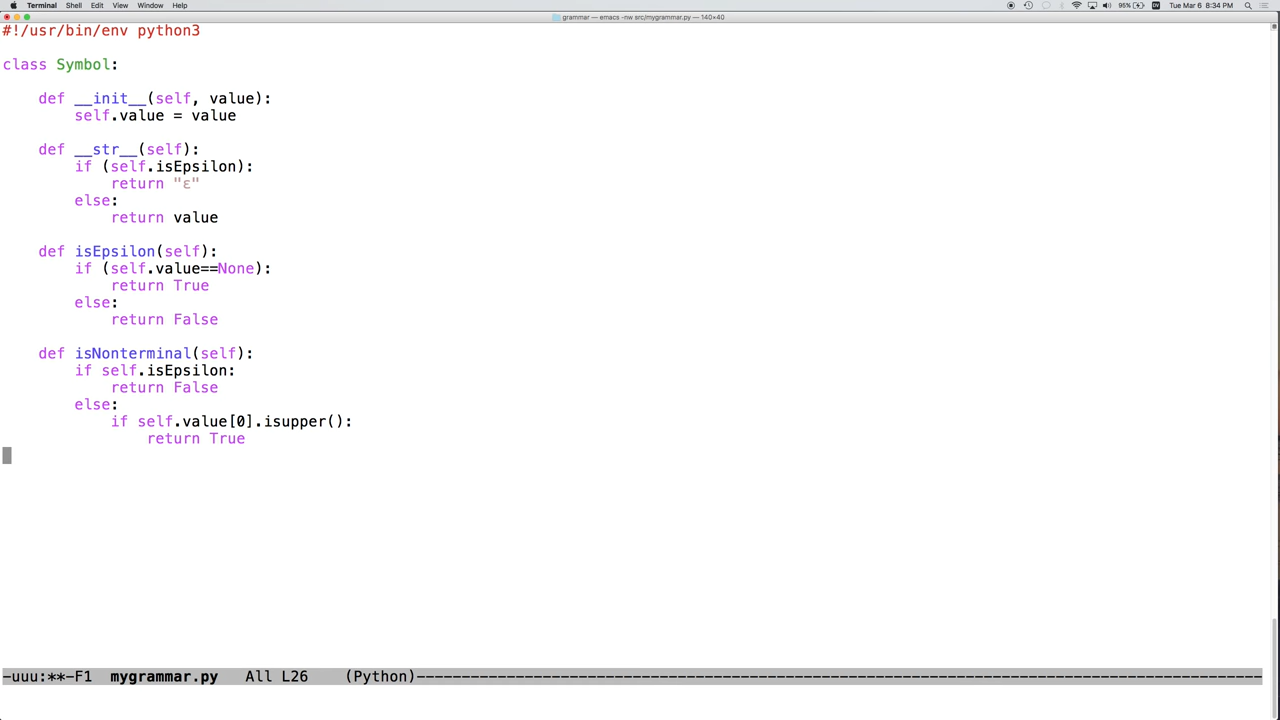 Terminal Shell Edit View Window Help 95% DV Tue Mar 6 8:34 PM
grammar — emacs -nw src/mygrammar.py — 140×40
#!/usr/bin/env python3
class Symbol:
    def __init__(self, value):
        self.value = value
    def __str__(self):
        if (self.isEpsilon):
            return "ε"
        else:
            return value
    def isEpsilon(self):
        if (self.value==None):
            return True
        else:
            return False
    def isNonterminal(self):
        if self.isEpsilon:
            return False
        else:
            if self.value[0].isupper():
                return True
-uuu:**-F1  mygrammar.py   All L26    (Python)----------------------------------------------------------------------------------------------